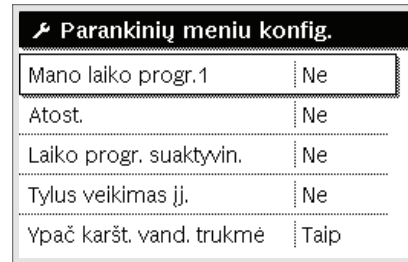 Parankinių meniu konfig.
Mano laiko progr.1 Ne
Atost. Ne
Laiko progr. suaktyvin. Ne
Tylus veikimas įj. Ne
Ypač karšt. vand. trukmė Taip